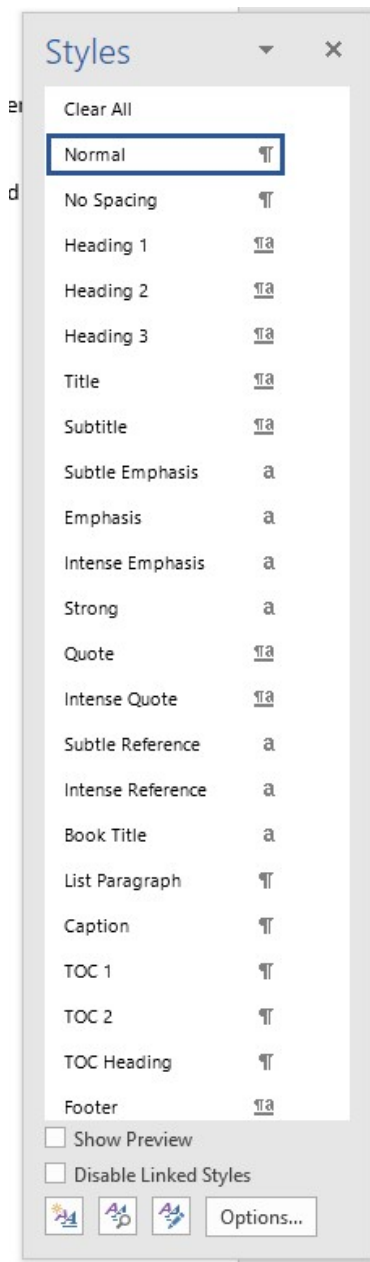 Styles
Clear All
er
Normal ¶
d
No Spacing ¶
Heading 1 ¶a
Heading 2 ¶a
Heading 3 ¶a
Title ¶a
Subtitle ¶a
Subtle Emphasis a
Emphasis a
Intense Emphasis a
Strong a
Quote ¶a
Intense Quote ¶a
Subtle Reference a
Intense Reference a
Book Title a
List Paragraph ¶
Caption ¶
TOC 1 ¶
TOC 2 ¶
TOC Heading ¶
Footer ¶a
Show Preview
Disable Linked Styles
Options...